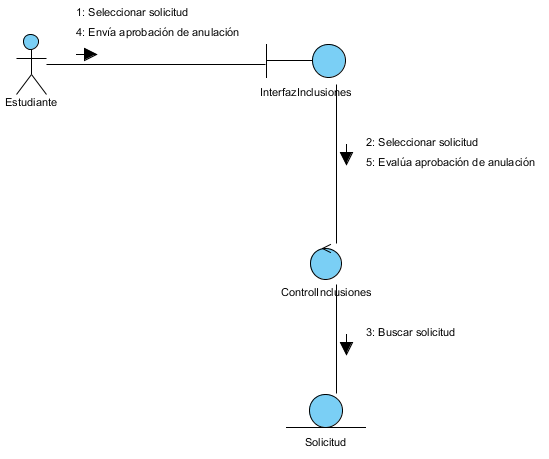 1: Seleccionar solicitud
4: Envía aprobación de anulación
Estudiante
InterfazInclusiones
2: Seleccionar solicitud
5: Evalúa aprobación de anulación
ControlInclusiones
3: Buscar solicitud
Solicitud